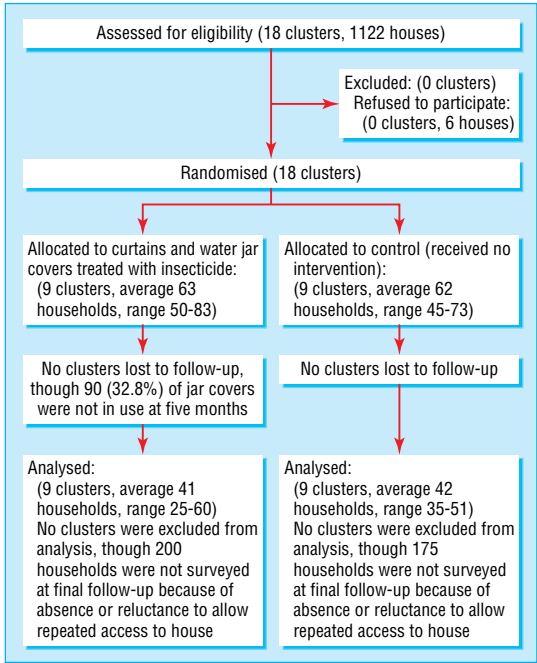 Assessed for eligibility (18 clusters, 1122 houses)
Excluded: (0 clusters)
Refused to participate:
(0 clusters, 6 houses)
Randomised (18 clusters)
Allocated to curtains and water jar
covers treated with insecticide:
(9 clusters, average 63
households, range 50-83)
Allocated to control (received no
intervention):
(9 clusters, average 62
households, range 45-73)
No clusters lost to follow-up,
though 90 (32.8%) of jar covers
were not in use at five months
No clusters lost to follow-up
Analysed:
(9 clusters, average 41
households, range 25-60)
No clusters were excluded from
analysis, though 200
households were not surveyed
at final follow-up because of
absence or reluctance to allow
repeated access to house
Analysed:
(9 clusters, average 42
households, range 35-51)
No clusters were excluded from
analysis, though 175
households were not surveyed
at final follow-up because of
absence or reluctance to allow
repeated access to house